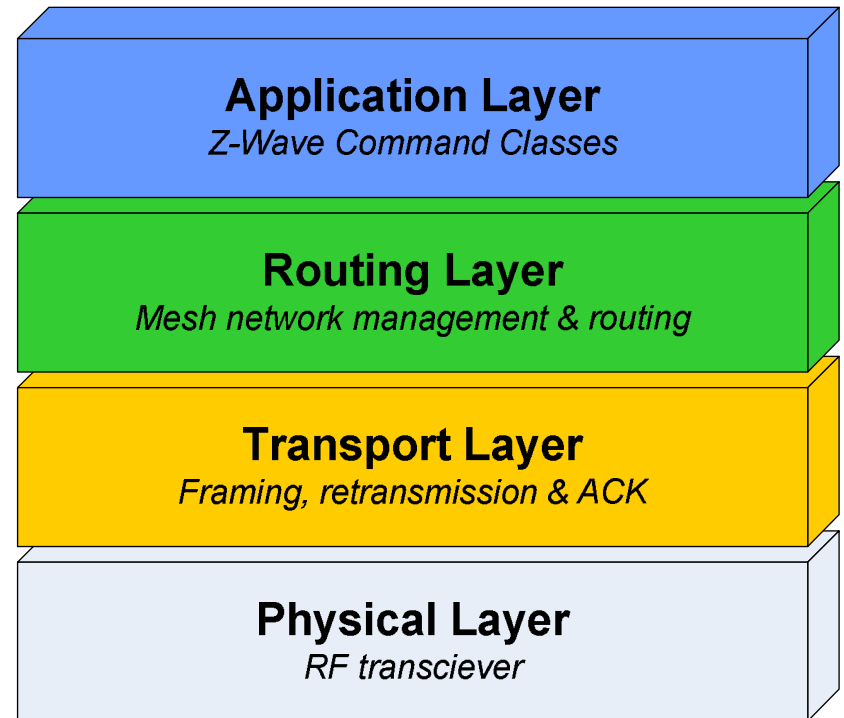 Application Layer
Z-Wave Command Classes
Routing Layer
Mesh network management & routing
Transport Layer
Framing, retransmission & ACK
Physical Layer
RF transciever